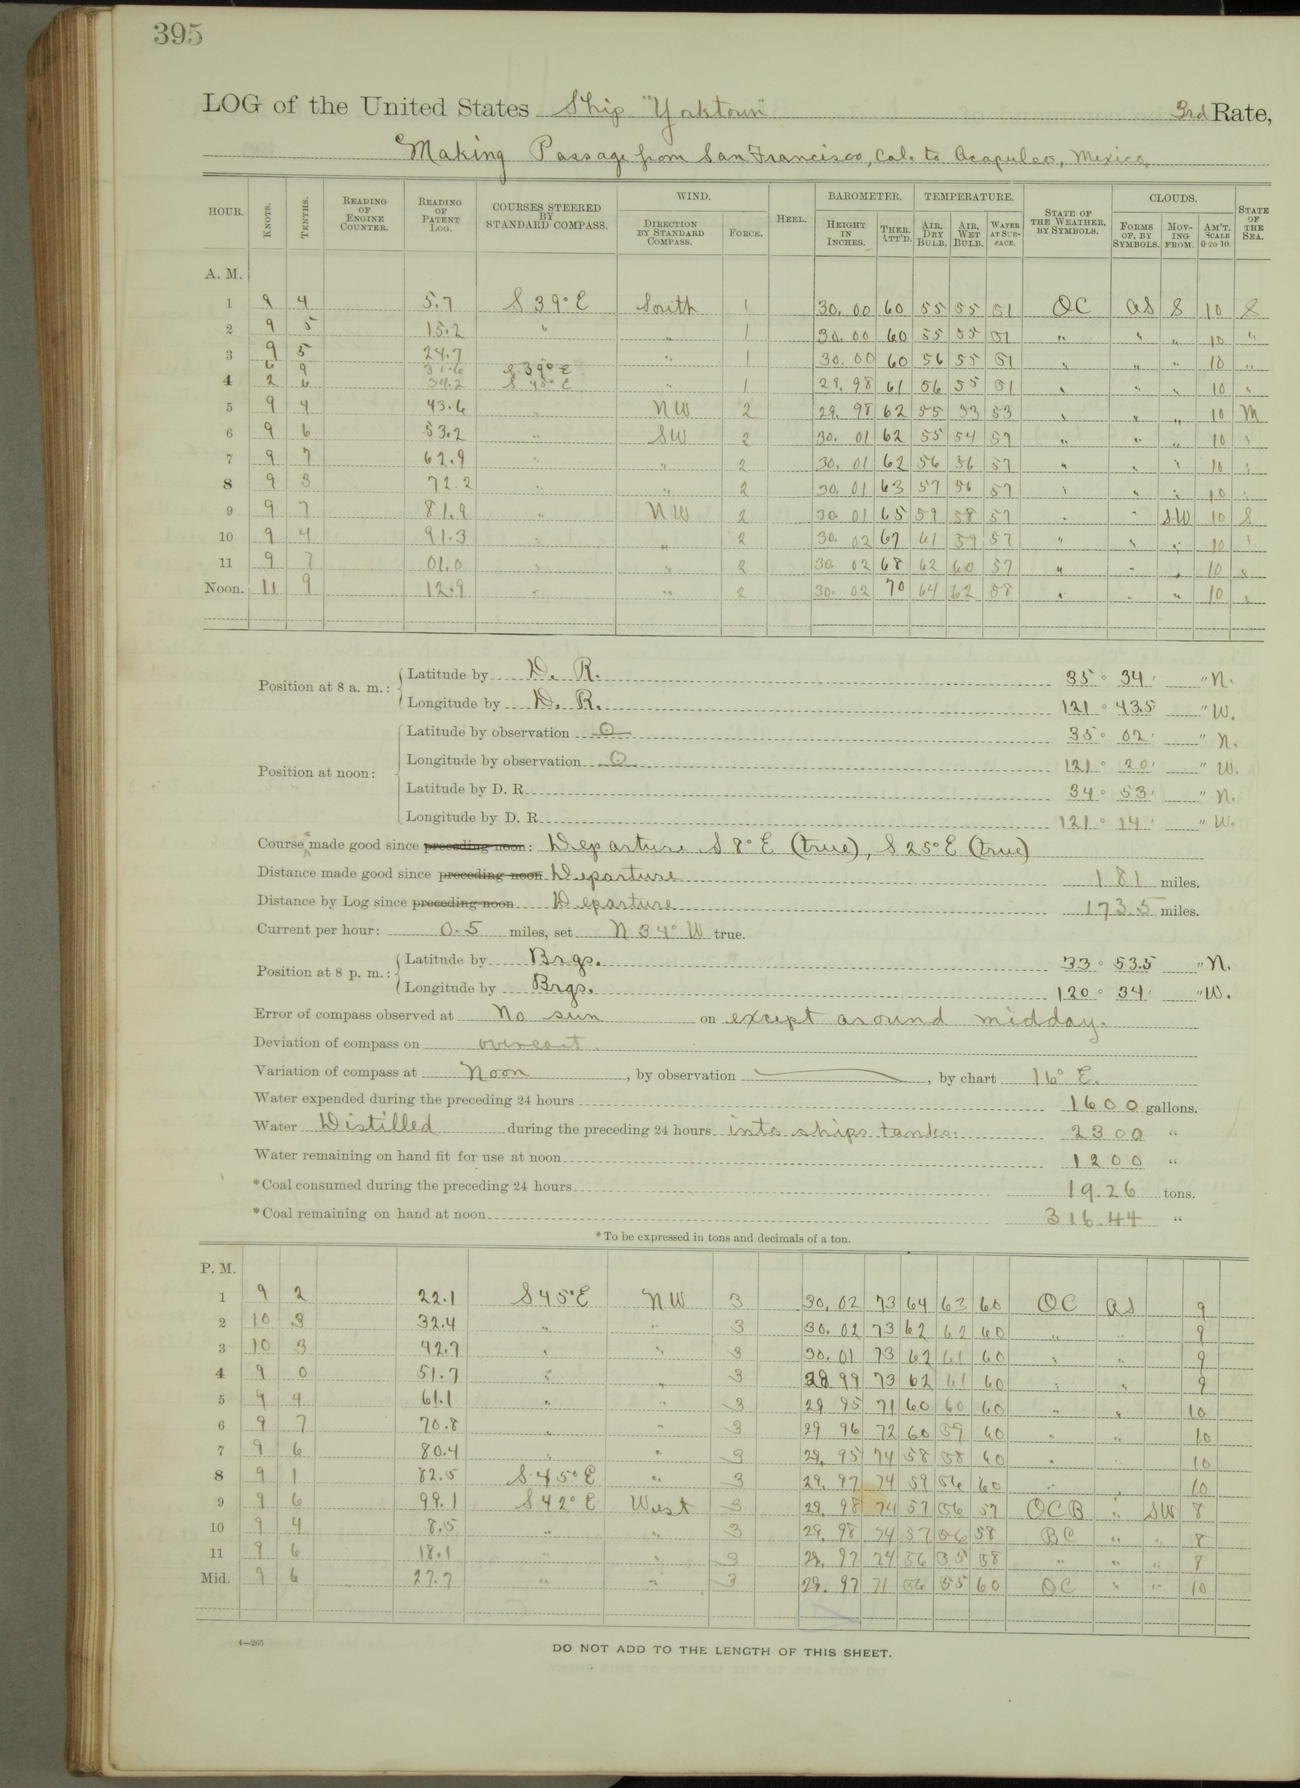 395
LOG of the United States Ship "Yorktown" 3rd Rate,
Making Passage from San Francisco, Cal. to Acapulco, Mexico
HOUR. KNOTS. TENTHS. READING OF ENGINE COUNTER. READING OF PATENT LOG. COURSES STEERED BY STANDARD COMPASS. WIND. DIRECTION BY STANDARD COMPASS. FORCE. HEEL. BAROMETER. HEIGHT IN INCHES. THER. ATT'D. TEMPERATURE. AIR, DRY BULB. AIR, WET BULB. WATER AT SURFACE. STATE OF THE WEATHER, BY SYMBOLS. CLOUDS. FORMS OF, BY SYMBOLS. MOVING FROM. AM'T. SCALE 0 TO 10. STATE OF THE SEA.
A. M.
1 9 4 5.7 S 39° E South 1 30.00 60 55 55 51 OC as S 10 S
2 9 5 15.2 " " 1 30.00 60 55 55 51 " " " 10 "
3 9 5 24.7 " 1 30.00 60 56 55 51 " " " 10 "
6 9 31.6 S 39° E
4 2 6 34.2 S 45° E " 1 29.98 61 56 55 51 " " " 10 "
5 9 4 43.6 " NW 2 29.98 62 55 53 53 " " " 10 M
6 9 6 53.2 " SW 2 30.01 62 55 54 57 " " " 10 "
7 9 7 62.9 " " 2 30.01 62 56 56 57 " " " 10 "
8 9 3 72.2 " " 2 30.01 63 57 56 57 " " " 10 "
9 9 7 81.9 " NW 2 30.01 65 59 58 57 " " SW 10 S
10 9 4 91.3 " " 2 30.02 67 61 59 57 " " " 10 "
11 9 7 01.0 " " 2 30.02 68 62 60 57 " " " 10 "
Noon. 11 9 12.9 " " 2 30.02 70 64 62 58 " " " 10 "
Position at 8 a. m.: Latitude by D. R. 35° 34' " N.
Longitude by D. R. 121° 43.5' " W.
Position at noon: Latitude by observation O 35° 02' " N.
Longitude by observation O 121° 20' " W.
Latitude by D. R. 34° 53' " N.
Longitude by D. R. 121° 14' " W.
Course made good since preceding noon: Departure S 8° E (true), S 25° E (true)
Distance made good since preceding noon Departure 181 miles.
Distance by Log since preceding noon Departure 173.5 miles.
Current per hour: 0.5 miles, set N 34° W true.
Position at 8 p. m.: Latitude by Brgs. 33° 53.5 " N.
Longitude by Brgs. 120° 34' " W.
Error of compass observed at No sun on except around midday.
Deviation of compass on overcast.
Variation of compass at Noon, by observation, by chart 16° E.
Water expended during the preceding 24 hours 1600 gallons.
Water Distilled during the preceding 24 hours into ships tanks. 2300 "
Water remaining on hand fit for use at noon 1200 "
*Coal consumed during the preceding 24 hours 19.26 tons.
*Coal remaining on hand at noon 316.44 "
*To be expressed in tons and decimals of a ton.
P. M.
1 9 2 22.1 S 45° E NW 3 30.02 73 64 63 60 OC as 9
2 10 3 32.4 " " 3 30.02 73 62 62 60 " " 9
3 10 3 42.7 " " 3 30.01 73 62 61 60 " " 9
4 9 0 51.7 " " 3 29.99 73 62 61 60 " " 9
5 9 4 61.1 " " 3 29 95 71 60 60 60 " " 10
6 9 7 70.8 " " 3 29 96 72 60 59 60 " " 10
7 9 6 80.4 " " 3 29.95 74 58 58 60 " " 10
8 9 1 82.5 S 45° E " 3 29.97 74 59 56 60 " " 10
9 9 6 99.1 S 42° E West 3 29.98 74 57 56 57 OCB " SW 8
10 9 4 8.5 " " 3 29.98 74 57 56 58 BC " " 8
11 9 6 18.1 " " 3 29.97 74 56 55 58 " " " 8
Mid. 9 6 27.7 " " 3 29.97 71 56 55 60 OC " " 10
4—265
DO NOT ADD TO THE LENGTH OF THIS SHEET.